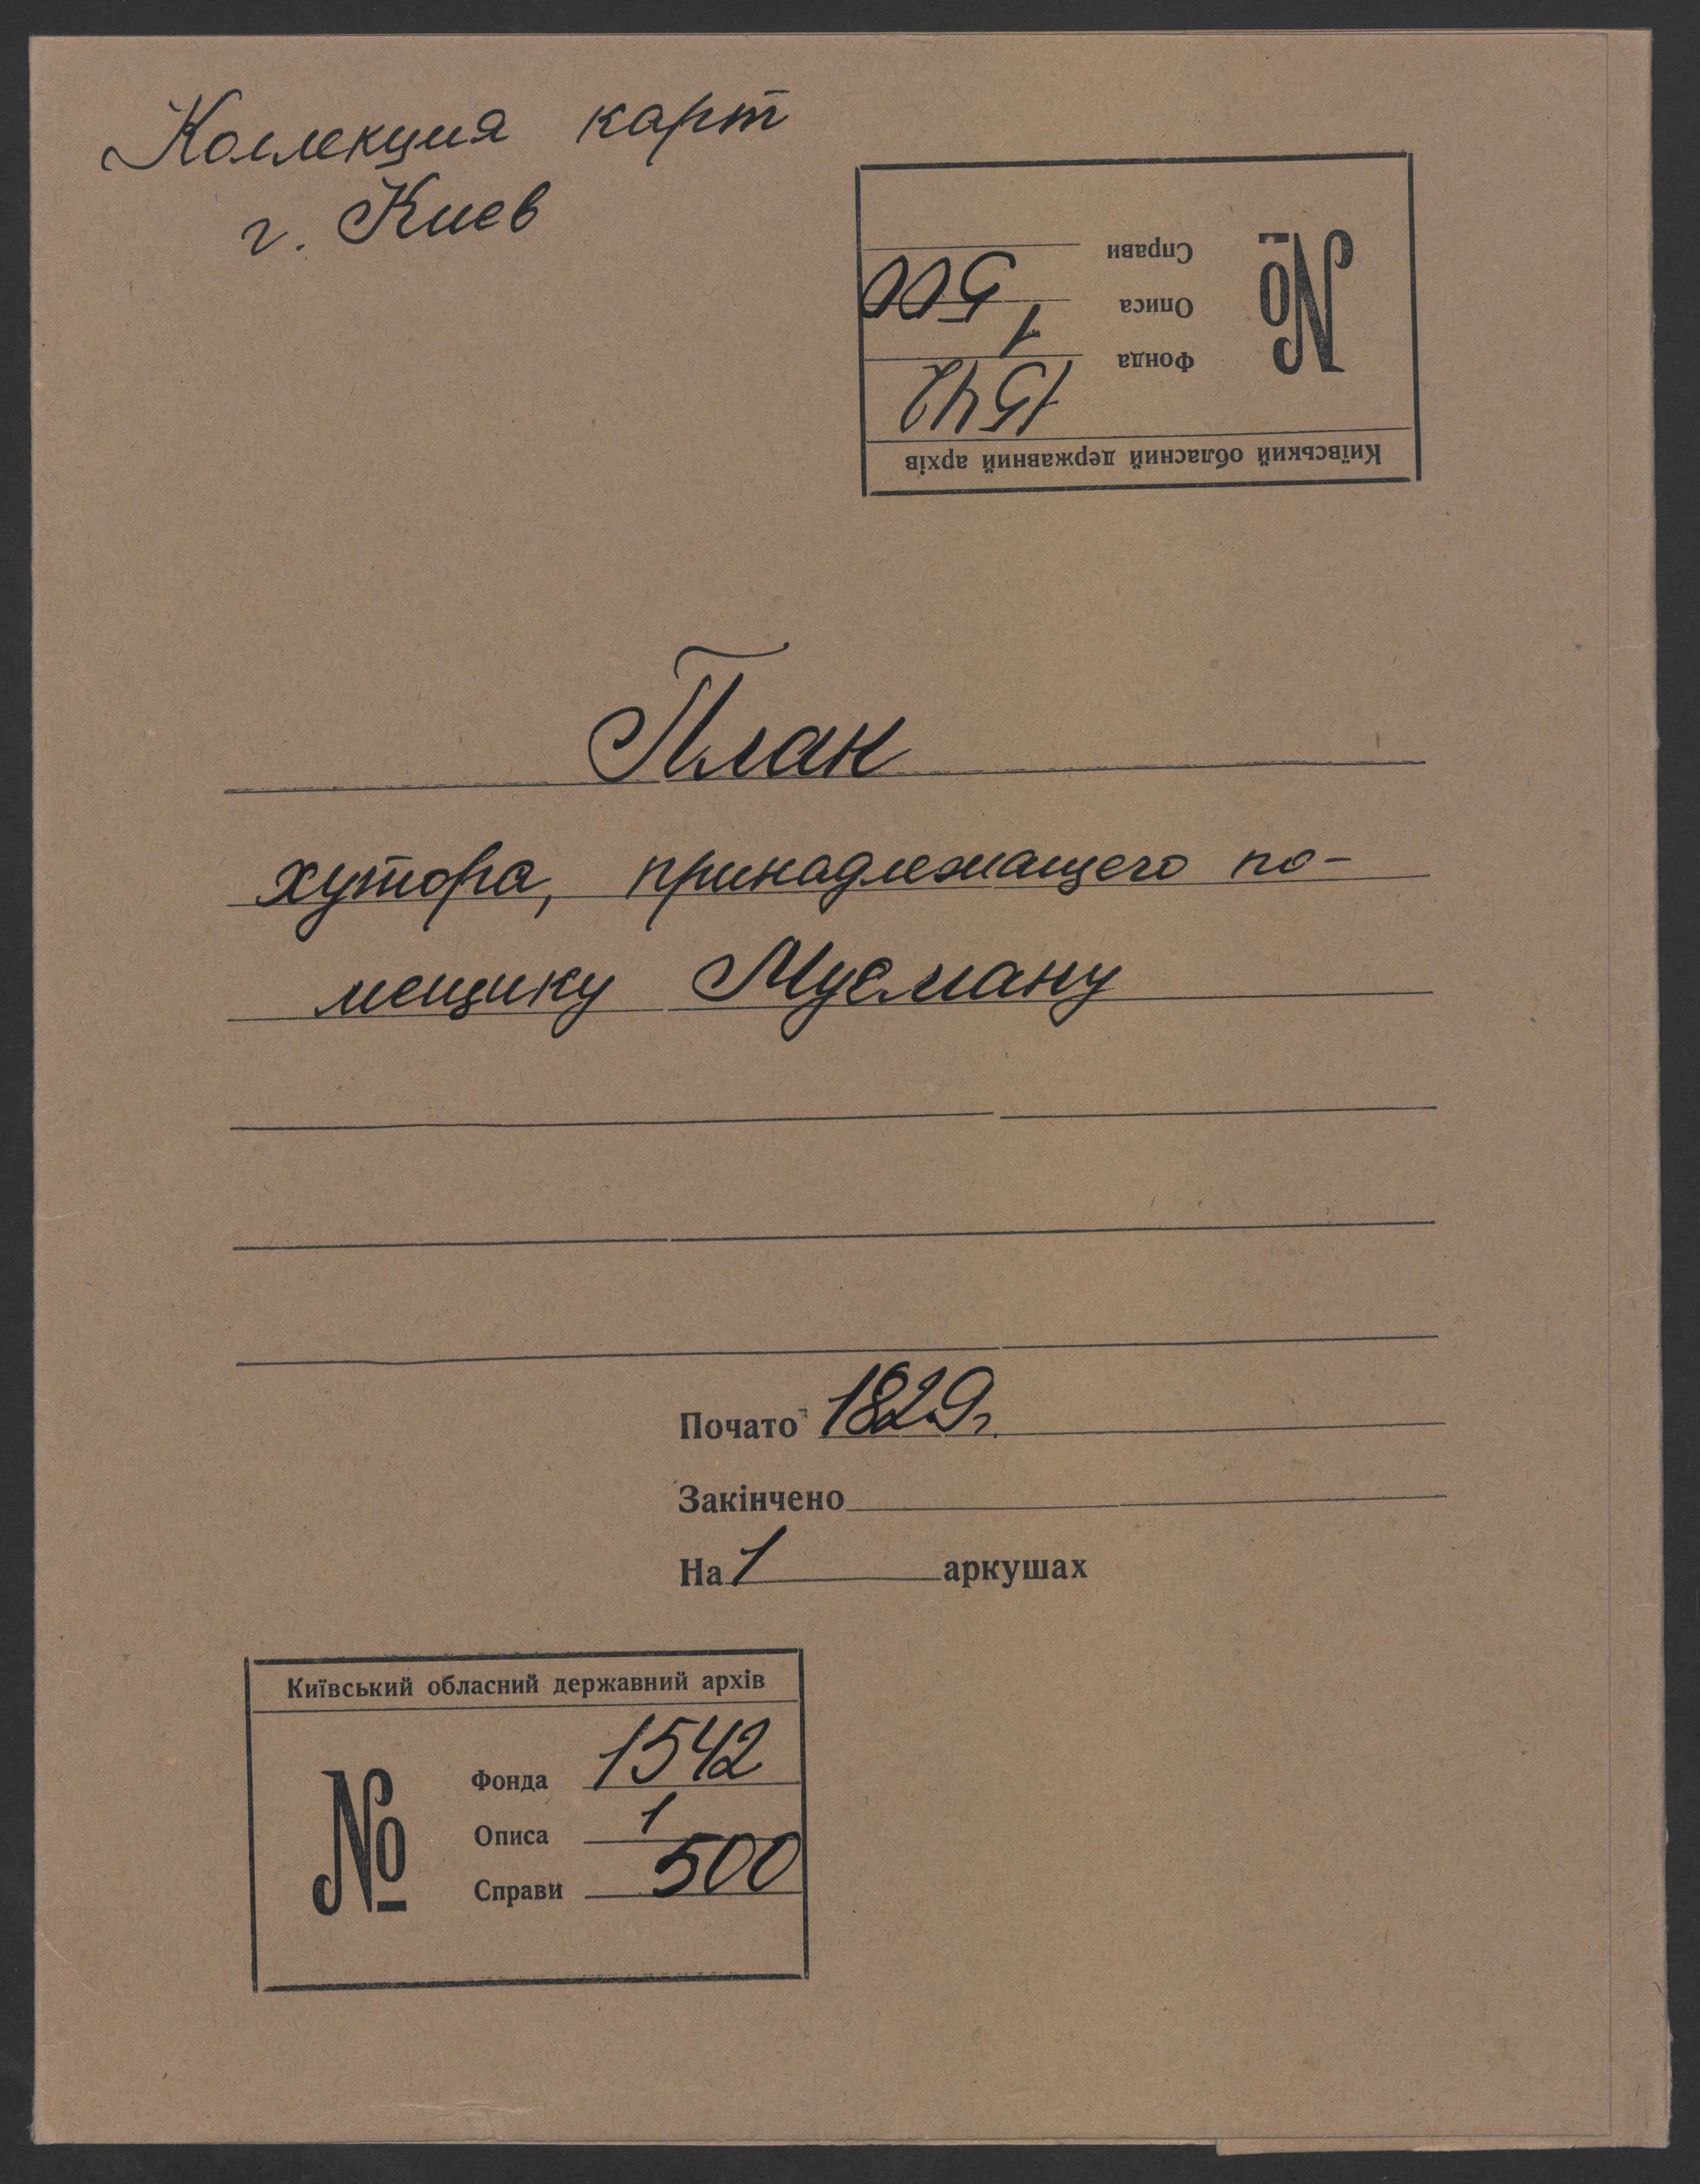 Коллекция карт
г. Киев
Київський обласний державний архів
№
Фонда 1542
Описа 1
Справи 500
План
хутора, принадлежащего по-
мещику Мусману
Почато 1829 г.
Закінчено
На 1 аркушах
Київський обласний державний архів
№
Фонда 1542
Описа 1
Справи 500